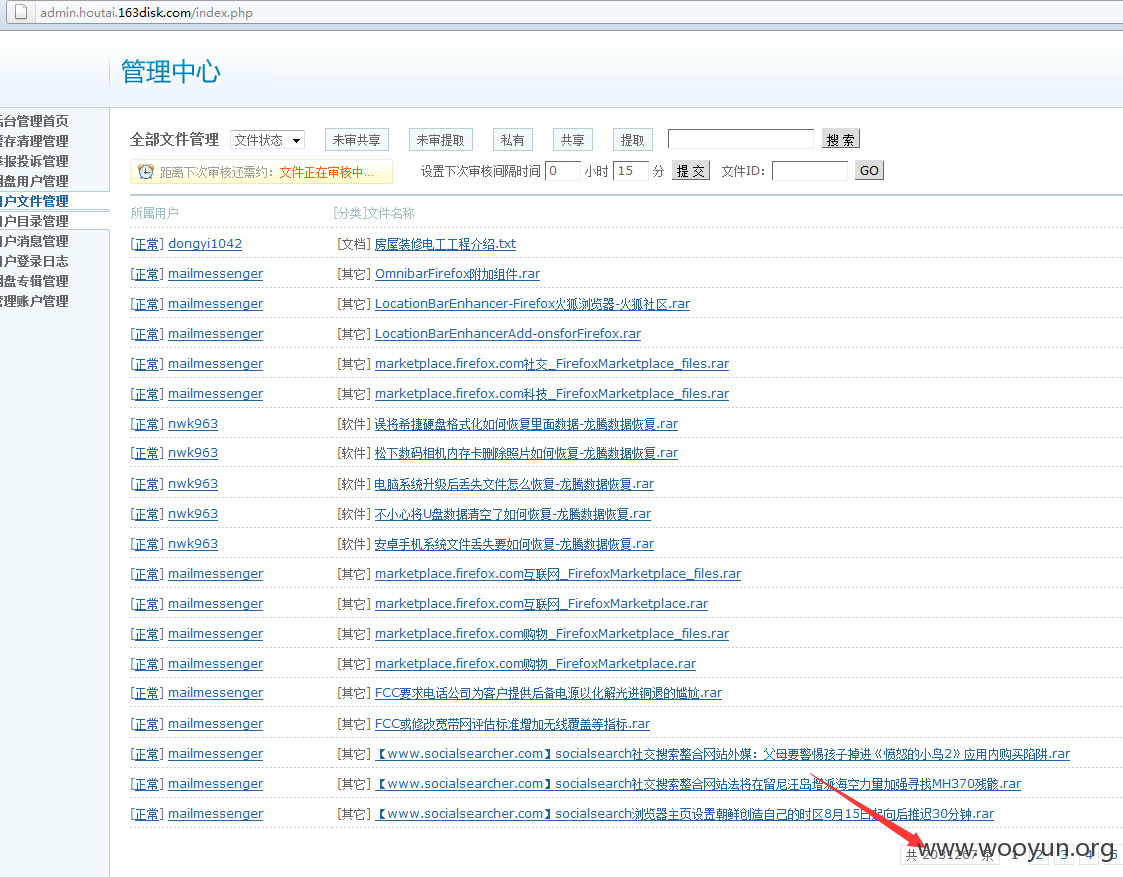 admin.houtai.163disk.com/index.php
管理中心
台管理首页
存清理管理
报投诉管理
盘用户管理
户文件管理
户目录管理
户消息管理
户登录日志
盘专辑管理
理账户管理
全部文件管理 文件状态 未审共享 未审提取 私有 共享 提取 搜 索
距离下次审核还需约：文件正在审核中... 设置下次审核间隔时间 0 小时 15 分 提 交 文件ID： GO
所属用户 [分类]文件名称
[正常] dongyi1042 [文档] 房屋装修电工工程介绍.txt
[正常] mailmessenger [其它] OmnibarFirefox附加组件.rar
[正常] mailmessenger [其它] LocationBarEnhancer-Firefox火狐浏览器-火狐社区.rar
[正常] mailmessenger [其它] LocationBarEnhancerAdd-onsforFirefox.rar
[正常] mailmessenger [其它] marketplace.firefox.com社交_FirefoxMarketplace_files.rar
[正常] mailmessenger [其它] marketplace.firefox.com科技_FirefoxMarketplace_files.rar
[正常] nwk963 [软件] 误将希捷硬盘格式化如何恢复里面数据-龙腾数据恢复.rar
[正常] nwk963 [软件] 松下数码相机内存卡删除照片如何恢复-龙腾数据恢复.rar
[正常] nwk963 [软件] 电脑系统升级后丢失文件怎么恢复-龙腾数据恢复.rar
[正常] nwk963 [软件] 不小心将U盘数据清空了如何恢复-龙腾数据恢复.rar
[正常] nwk963 [软件] 安卓手机系统文件丢失要如何恢复-龙腾数据恢复.rar
[正常] mailmessenger [其它] marketplace.firefox.com互联网_FirefoxMarketplace_files.rar
[正常] mailmessenger [其它] marketplace.firefox.com互联网_FirefoxMarketplace.rar
[正常] mailmessenger [其它] marketplace.firefox.com购物_FirefoxMarketplace_files.rar
[正常] mailmessenger [其它] marketplace.firefox.com购物_FirefoxMarketplace.rar
[正常] mailmessenger [其它] FCC要求电话公司为客户提供后备电源以化解光进铜退的尴尬.rar
[正常] mailmessenger [其它] FCC或修改宽带网评估标准增加无线覆盖等指标.rar
[正常] mailmessenger [其它] 【www.socialsearcher.com】socialsearch社交搜索整合网站外媒：父母要警惕孩子掉进《愤怒的小鸟2》应用内购买陷阱.rar
[正常] mailmessenger [其它] 【www.socialsearcher.com】socialsearch社交搜索整合网站法将在留尼汪岛增派海空力量加强寻找MH370残骸.rar
[正常] mailmessenger [其它] 【www.socialsearcher.com】socialsearch浏览器主页设置朝鲜创造自己的时区8月15日起向后推迟30分钟.rar
共 2031267 条 1 2 3 4 5
www.wooyun.org